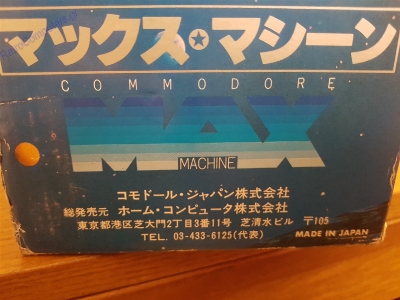 マックス★マシーン
COMMODORE
MAX
MACHINE
コモドール・ジャパン株式会社
総発売元 ホーム・コンピュータ株式会社
東京都港区芝大門2丁目3番11号 芝清水ビル 〒105
TEL. 03-433-6125(代表)
MADE IN JAPAN